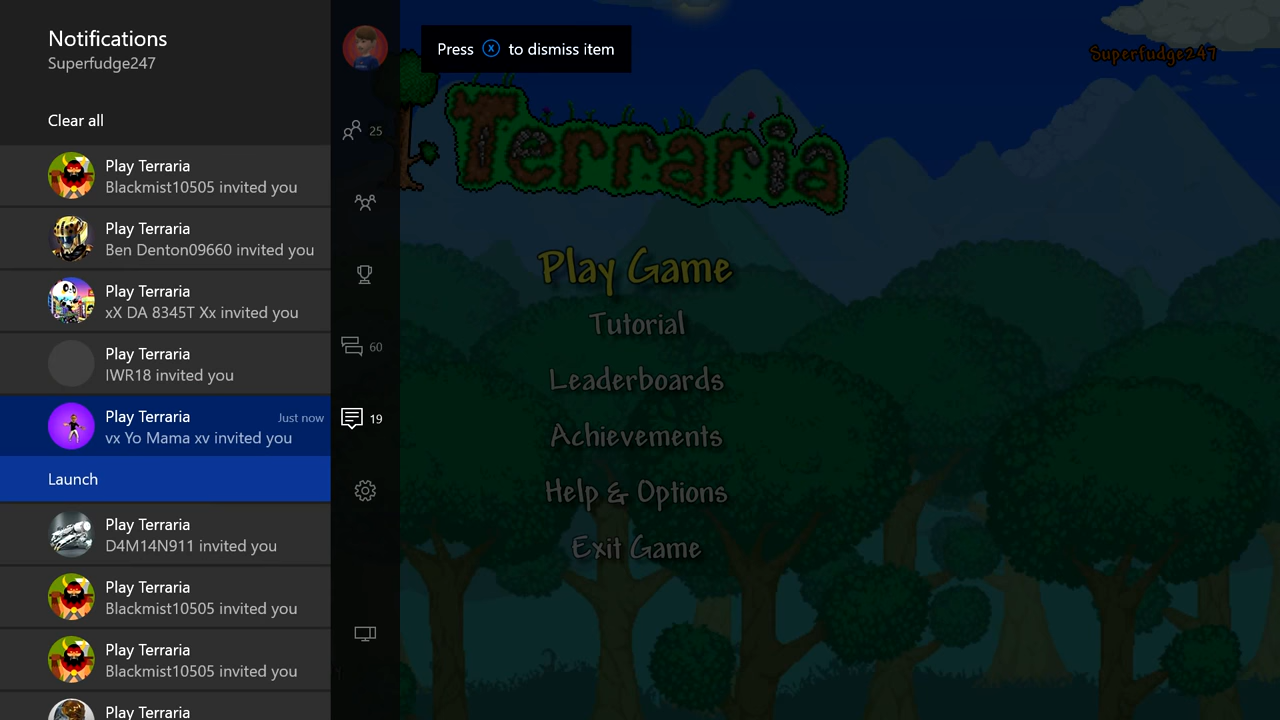 Notifications
Superfudge247
Clear all
Play Terraria
Blackmist10505 invited you
Play Terraria
Ben Denton09660 invited you
Play Terraria
xX DA 8345T Xx invited you
Play Terraria
IWR18 invited you
Play Terraria
Just now
vx Yo Mama xv invited you
Launch
Play Terraria
D4M14N911 invited you
Play Terraria
Blackmist10505 invited you
Play Terraria
Blackmist10505 invited you
Play Terraria
25
60
19
Press X to dismiss item
Superfudge247
Terraria
Play Game
Tutorial
Leaderboards
Achievements
Help & Options
Exit Game